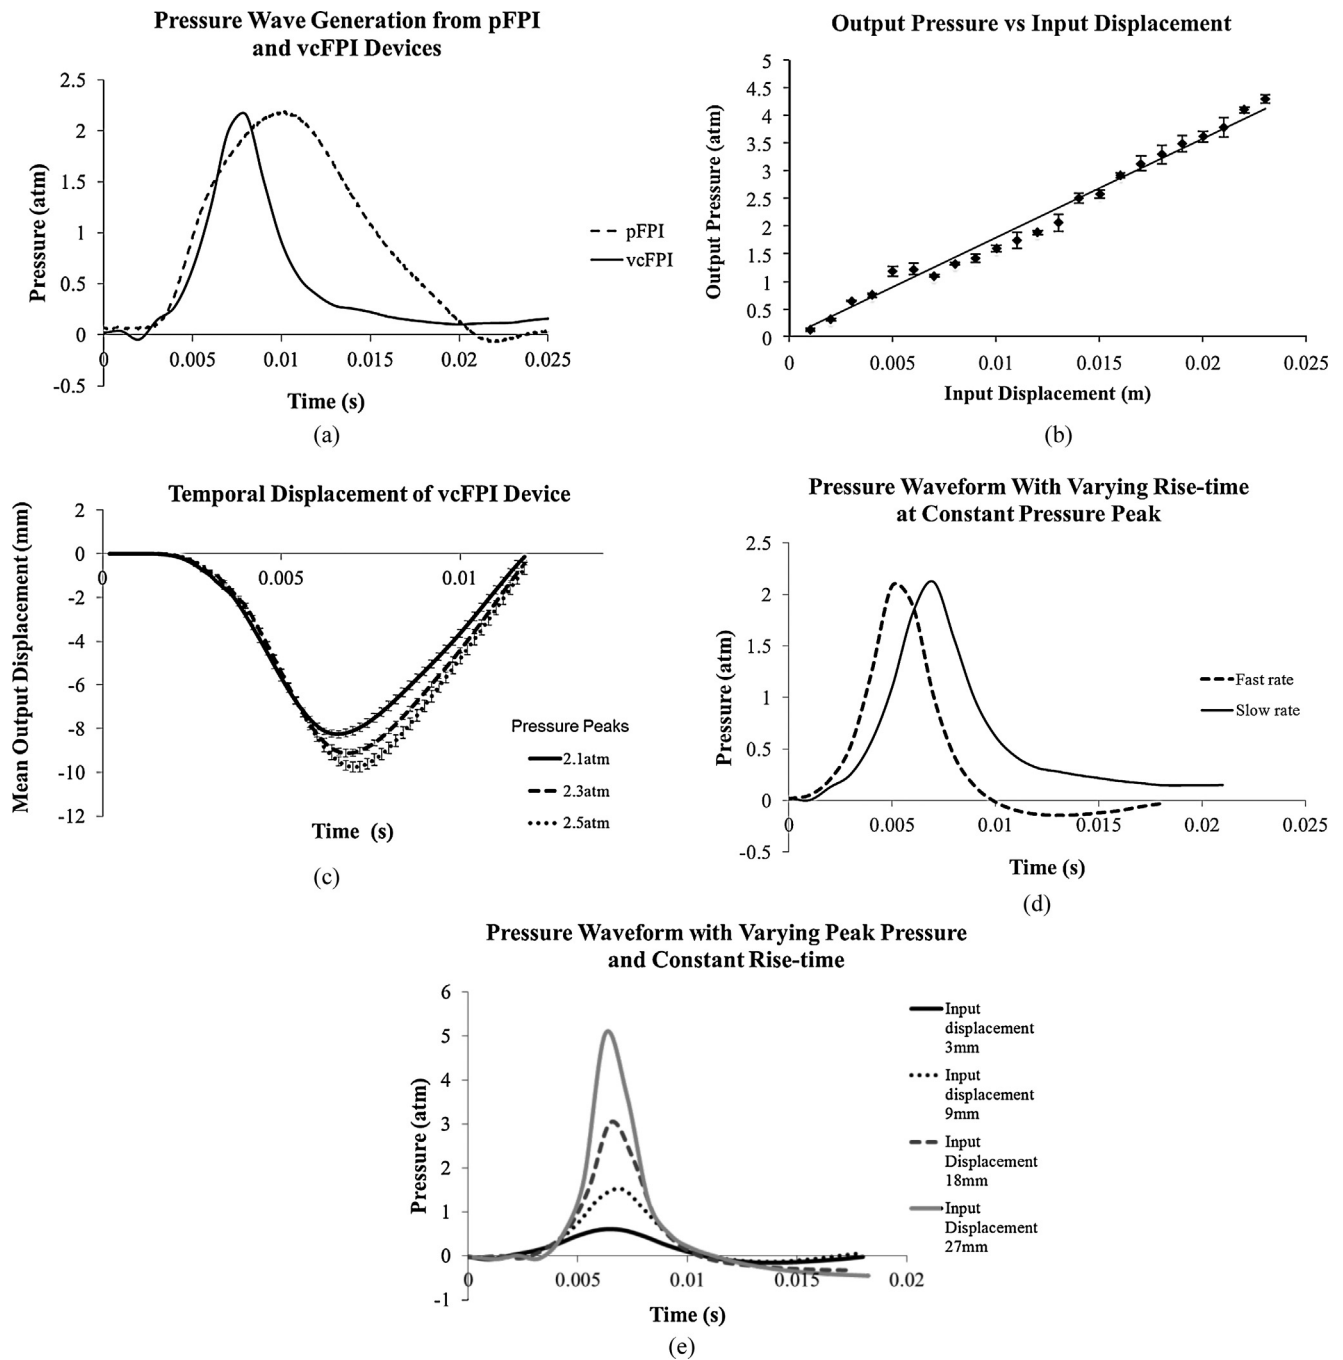 Pressure Wave Generation from pFPI
and vcFPI Devices
2.5
2
1.5
1
0.5
0
-0.5
0
0.005
0.01
0.015
0.02
0.025
Pressure (atm)
Time (s)
pFPI
vcFPI
(a)
Output Pressure vs Input Displacement
5
4.5
4
3.5
3
2.5
2
1.5
1
0.5
0
0
0.005
0.01
0.015
0.02
0.025
Output Pressure (atm)
Input Displacement (m)
(b)
Temporal Displacement of vcFPI Device
2
0
-2
-4
-6
-8
-10
-12
0
0.005
0.01
Mean Output Displacement (mm)
Time (s)
Pressure Peaks
2.1atm
2.3atm
2.5atm
(c)
Pressure Waveform With Varying Rise-time
at Constant Pressure Peak
2.5
2
1.5
1
0.5
0
-0.5
0
0.005
0.01
0.015
0.02
0.025
Pressure (atm)
Time (s)
Fast rate
Slow rate
(d)
Pressure Waveform with Varying Peak Pressure
and Constant Rise-time
6
5
4
3
2
1
0
-1
0
0.005
0.01
0.015
0.02
Pressure (atm)
Time (s)
Input
displacement
3mm
Input
displacement
9mm
Input
Displacement
18mm
Input
Displacement
27mm
(e)